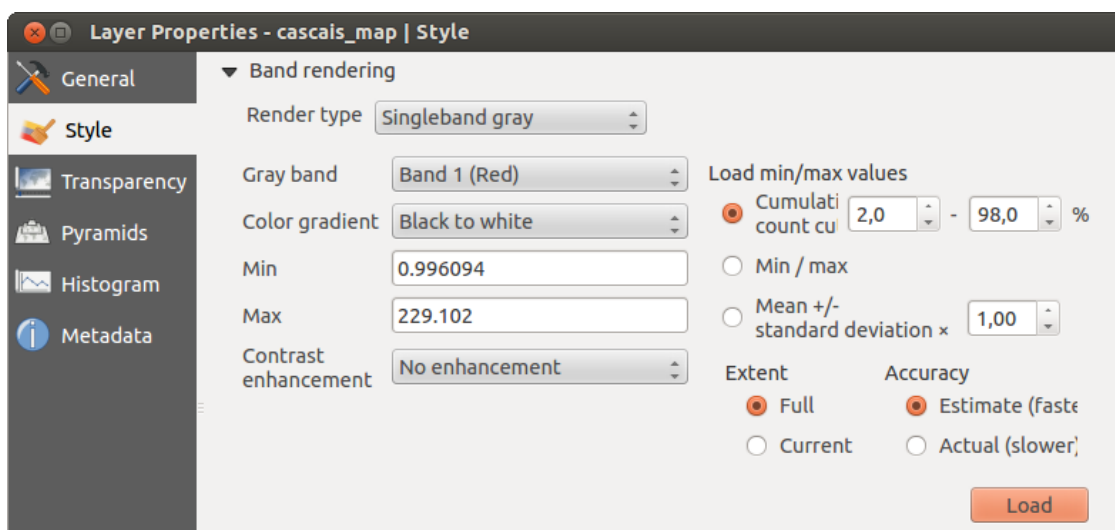 Layer Properties - cascais_map | Style
General
Style
Transparency
Pyramids
Histogram
Metadata
Band rendering
Render type Singleband gray
Gray band Band 1 (Red)
Color gradient Black to white
Min 0.996094
Max 229.102
Contrast
enhancement No enhancement
Load min/max values
Cumulati
count cu 2,0 - 98,0 %
Min / max
Mean +/-
standard deviation × 1,00
Extent Accuracy
Full Estimate (faste
Current Actual (slower)
Load